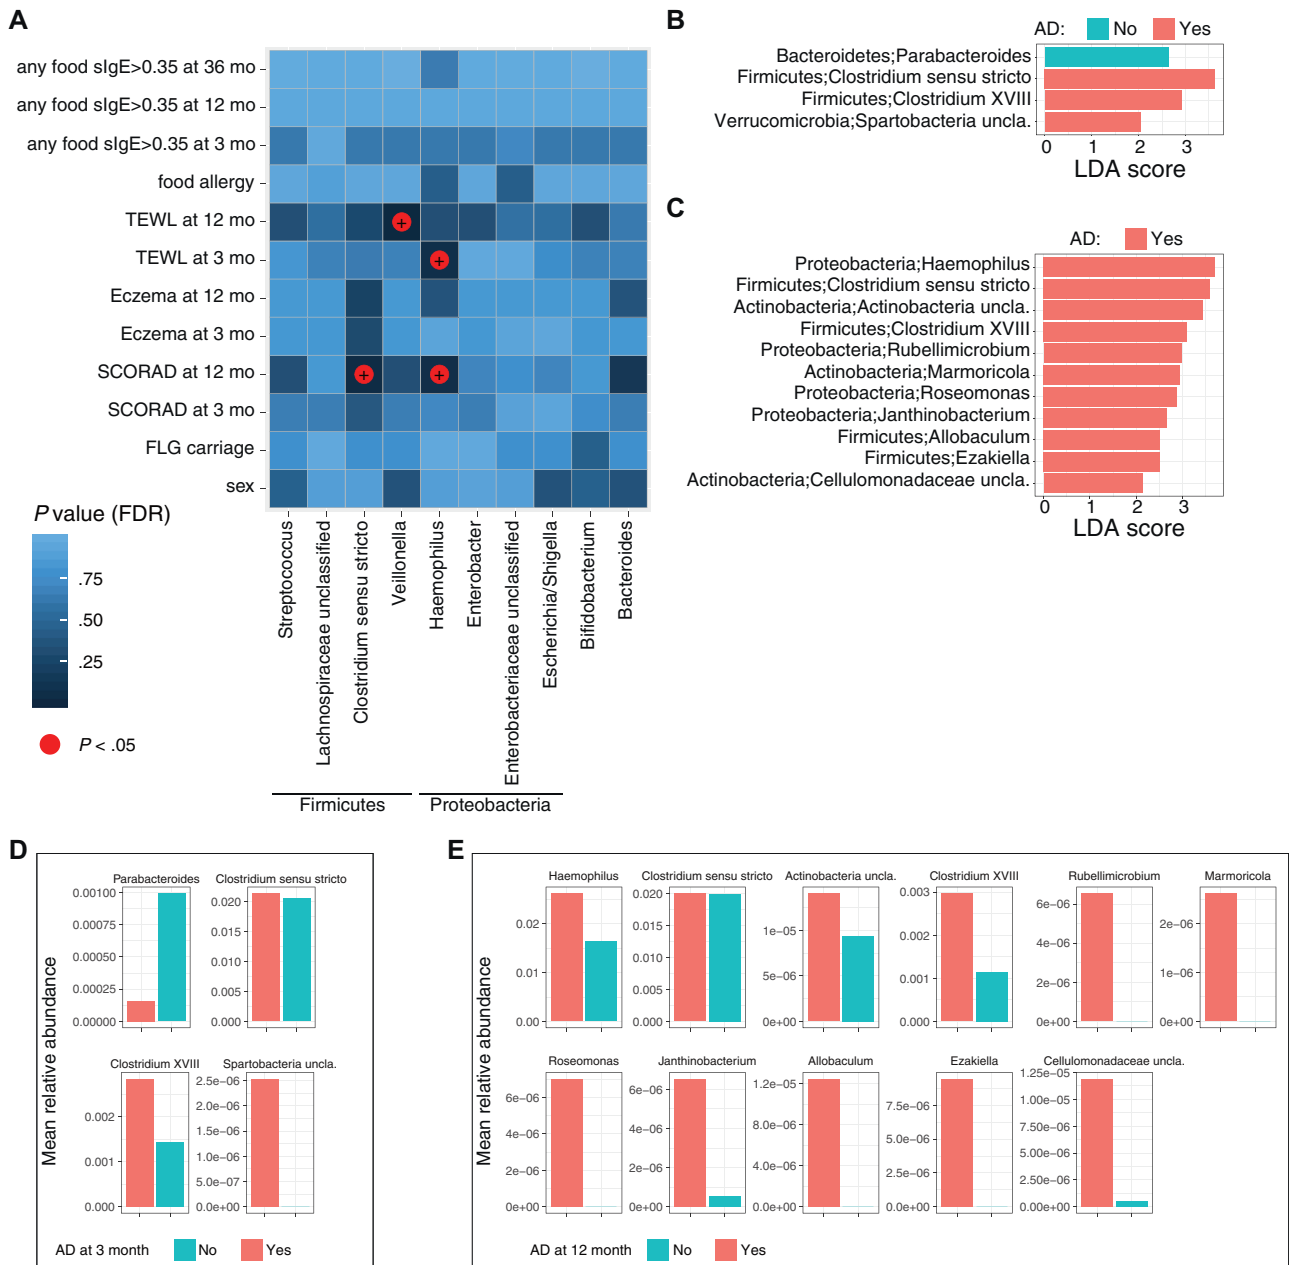 A
any food sIgE>0.35 at 36 mo
any food sIgE>0.35 at 12 mo
any food sIgE>0.35 at 3 mo
food allergy
TEWL at 12 mo
TEWL at 3 mo
Eczema at 12 mo
Eczema at 3 mo
SCORAD at 12 mo
SCORAD at 3 mo
FLG carriage
sex
+
+
+
+
P value (FDR)
.75
.50
.25
P < .05
Streptococcus
Lachnospiraceae unclassified
Clostridium sensu stricto
Veillonella
Haemophilus
Enterobacter
Enterobacteriaceae unclassified
Escherichia/Shigella
Bifidobacterium
Bacteroides
Firmicutes
Proteobacteria
B
AD: No Yes
Bacteroidetes;Parabacteroides
Firmicutes;Clostridium sensu stricto
Firmicutes;Clostridium XVIII
Verrucomicrobia;Spartobacteria uncla.
0 1 2 3
LDA score
C
AD: Yes
Proteobacteria;Haemophilus
Firmicutes;Clostridium sensu stricto
Actinobacteria;Actinobacteria uncla.
Firmicutes;Clostridium XVIII
Proteobacteria;Rubellimicrobium
Actinobacteria;Marmoricola
Proteobacteria;Roseomonas
Proteobacteria;Janthinobacterium
Firmicutes;Allobaculum
Firmicutes;Ezakiella
Actinobacteria;Cellulomonadaceae uncla.
0 1 2 3
LDA score
D
Mean relative abundance
Parabacteroides
0.00100
0.00075
0.00050
0.00025
0.00000
Clostridium sensu stricto
0.020
0.015
0.010
0.005
0.000
Clostridium XVIII
0.002
0.001
0.000
Spartobacteria uncla.
2.5e−06
2.0e−06
1.5e−06
1.0e−06
5.0e−07
0.0e+00
AD at 3 month No Yes
E
Mean relative abundance
Haemophilus
0.02
0.01
0.00
Clostridium sensu stricto
0.020
0.015
0.010
0.005
0.000
Actinobacteria uncla.
1e−05
5e−06
0e+00
Clostridium XVIII
0.003
0.002
0.001
0.000
Rubellimicrobium
6e−06
4e−06
2e−06
0e+00
Marmoricola
2e−06
1e−06
0e+00
Roseomonas
6e−06
4e−06
2e−06
0e+00
Janthinobacterium
6e−06
4e−06
2e−06
0e+00
Allobaculum
1.2e−05
8.0e−06
4.0e−06
0.0e+00
Ezakiella
7.5e−06
5.0e−06
2.5e−06
0.0e+00
Cellulomonadaceae uncla.
1.25e−05
1.00e−05
7.50e−06
5.00e−06
2.50e−06
0.00e+00
AD at 12 month No Yes